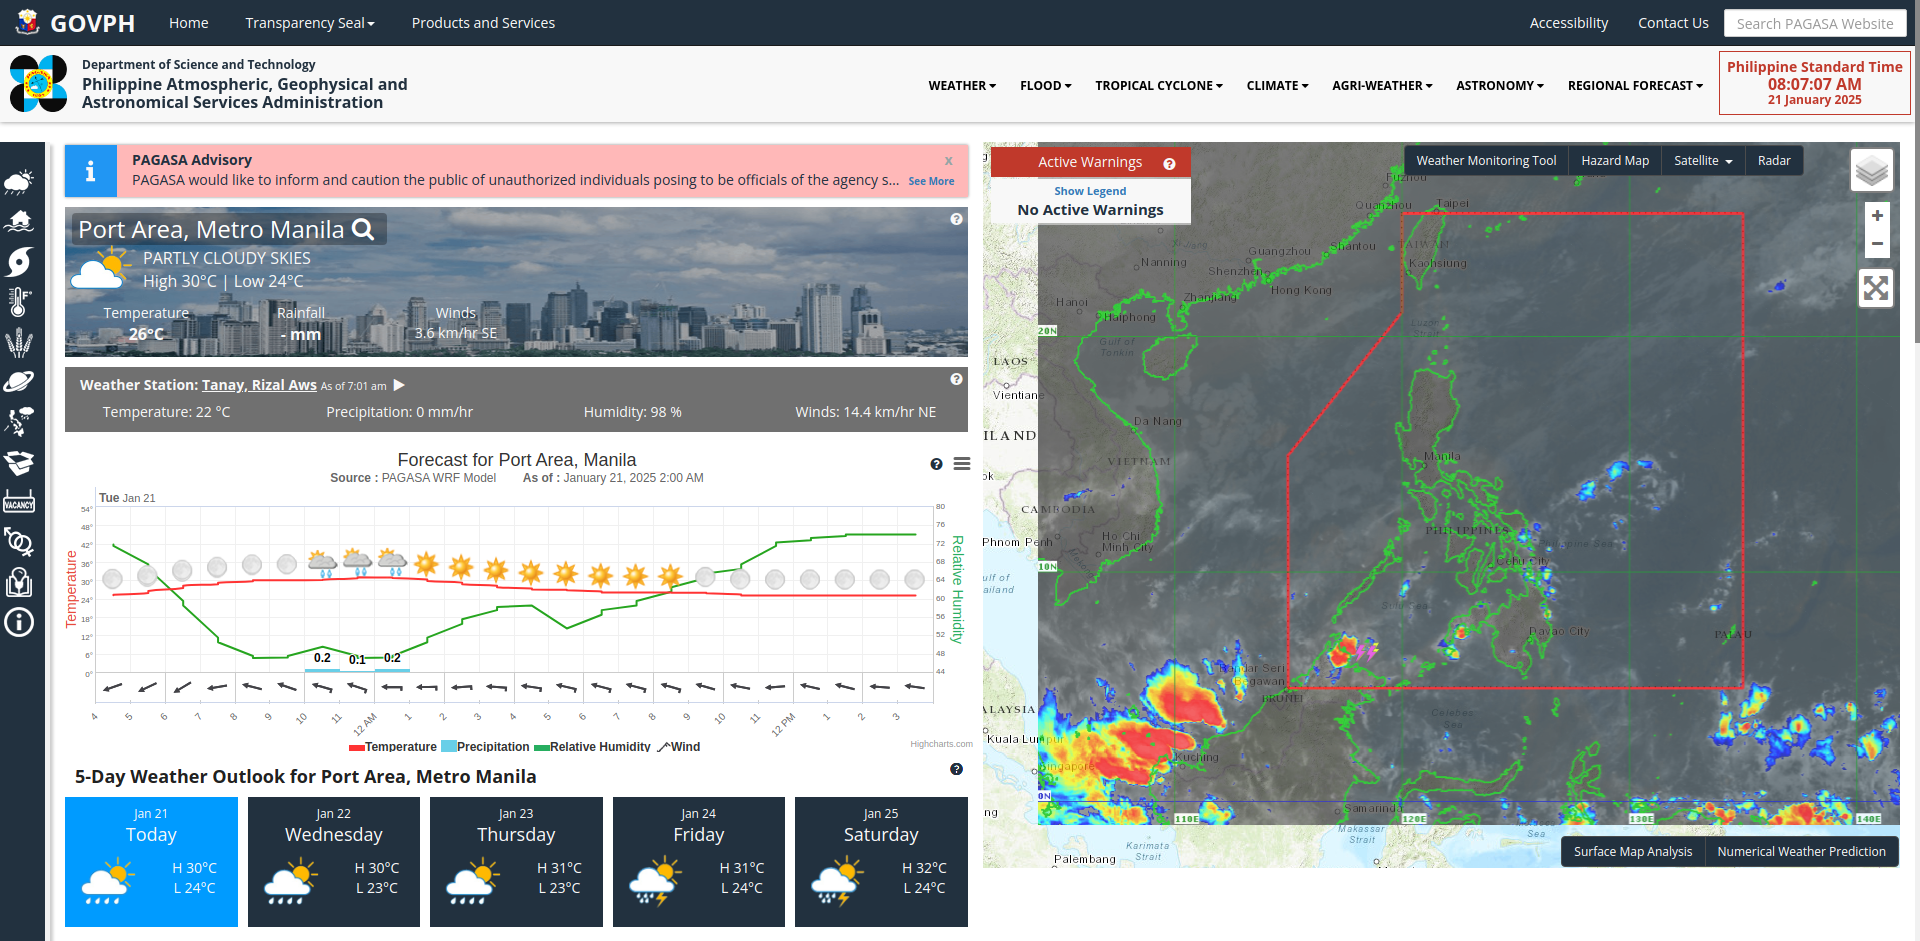 GOVPH
Home
Transparency Seal
Products and Services
Accessibility
Contact Us
Search PAGASA Website
Department of Science and Technology
Philippine Atmospheric, Geophysical and
Astronomical Services Administration
WEATHER
FLOOD
TROPICAL CYCLONE
CLIMATE
AGRI-WEATHER
ASTRONOMY
REGIONAL FORECAST
Philippine Standard Time
08:07:07 AM
21 January 2025
VACANCY
PAGASA Advisory
x
PAGASA would like to inform and caution the public of unauthorized individuals posing to be officials of the agency s... See More
Port Area, Metro Manila
PARTLY CLOUDY SKIES
High 30°C | Low 24°C
Temperature
26°C
Rainfall
- mm
Winds
3.6 km/hr SE
Weather Station: Tanay, Rizal Aws As of 7:01 am
Temperature: 22 °C
Precipitation: 0 mm/hr
Humidity: 98 %
Winds: 14.4 km/hr NE
Forecast for Port Area, Manila
Source : PAGASA WRF Model As of : January 21, 2025 2:00 AM
Tue Jan 21
Temperature
54°
48°
42°
36°
30°
24°
18°
12°
6°
0°
0.2
0.1
0.2
80
76
72
68
64
60
56
52
48
44
Relative Humidity
4 5 6 7 8 9 10 11 12 AM 1 2 3 4 5 6 7 8 9 10 11 12 PM 1 2 3
Temperature Precipitation Relative Humidity Wind
Highcharts.com
5-Day Weather Outlook for Port Area, Metro Manila
Jan 21
Today
H 30°C
L 24°C
Jan 22
Wednesday
H 30°C
L 23°C
Jan 23
Thursday
H 31°C
L 23°C
Jan 24
Friday
H 31°C
L 24°C
Jan 25
Saturday
H 32°C
L 24°C
Active Warnings
Show Legend
No Active Warnings
Weather Monitoring Tool
Hazard Map
Satellite
Radar
+
−
Fuzhou
Quanzhou
Taipei
Guangzhou
Shantou
TAIWAN
Nanning
Shenzhen
Kaohsiung
Hong Kong
Zhanjiang
Hanoi
Haiphong
20N
Luzon
Strait
Gulf of
Tonkin
LAOS
Vientiane
Da Nang
ILAND
VIETNAM
Manila
ok
CAMBODIA
Phnom Penh
Ho Chi
Minh City
PHILIPPINES
Philippine Sea
Cebu City
10N
ulf of
ailand
Sulu Sea
Davao City
PALAU
Bandar Seri
Begawan
BRUNEI
ALAYSIA
Celebes
Sea
Kuala Lumpur
Kuching
Singapore
0N
Samarinda
110E
120E
130E
140E
ng
Makassar
Strait
Karimata
Strait
Palembang
Sea
Surface Map Analysis
Numerical Weather Prediction